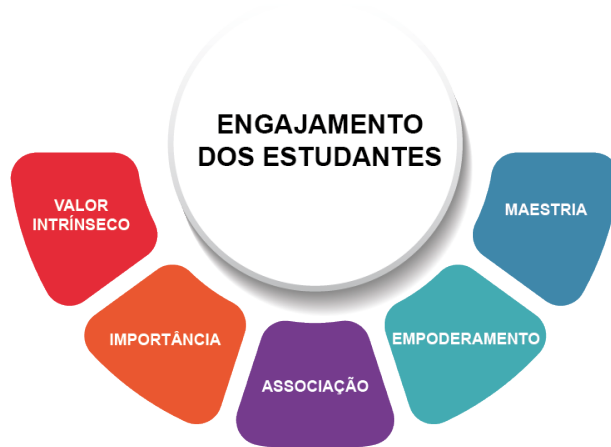 ENGAJAMENTO
DOS ESTUDANTES
VALOR
INTRÍNSECO
IMPORTÂNCIA
ASSOCIAÇÃO
EMPODERAMENTO
MAESTRIA